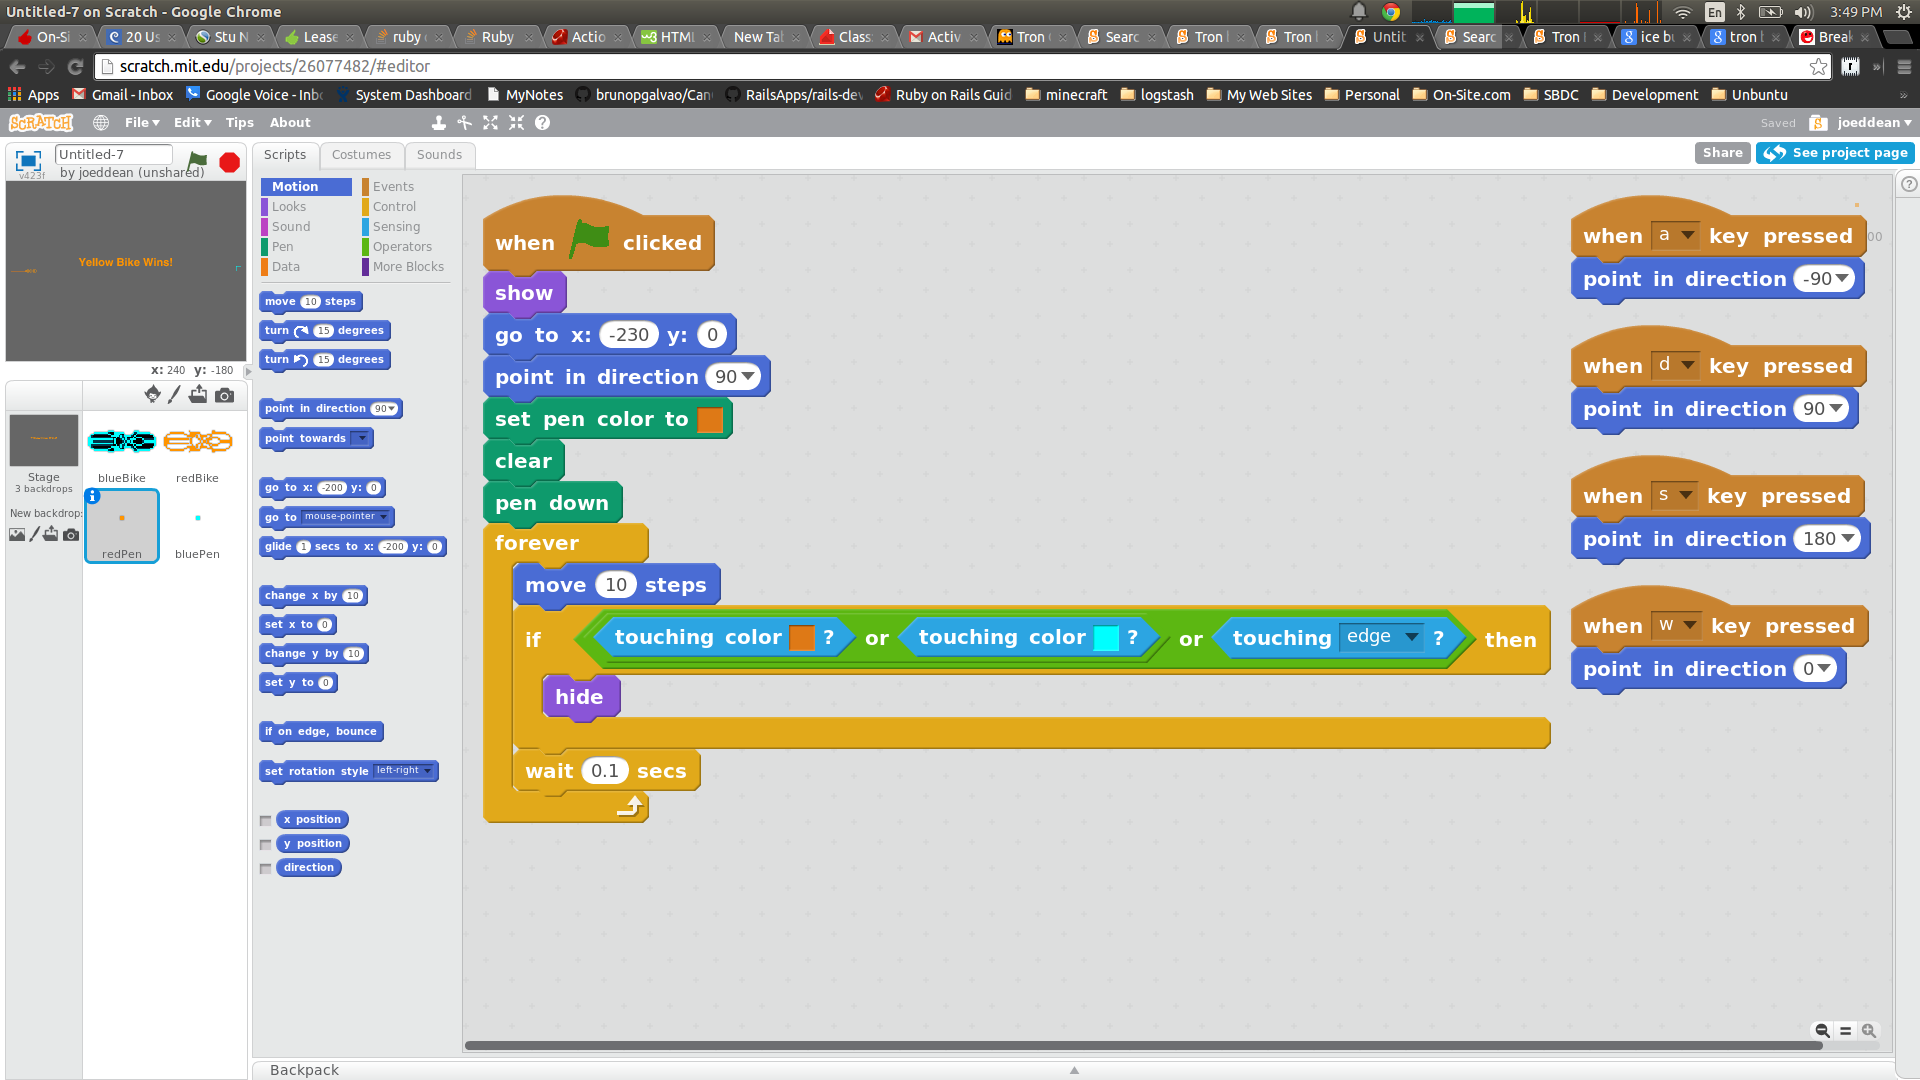 Untitled-7 on Scratch - Google Chrome
En
3:49 PM
On-Si
20 Us
Stu N
Lease
ruby
Ruby
Actio
HTML
New Tab
Class
Activ
Tron
Searc
Tron
Tron
Untit
Searc
Tron
ice bu
tron
Break
scratch.mit.edu/projects/26077482/#editor
Apps
Gmail - Inbox
Google Voice - Inb
System Dashboard
MyNotes
brunopgalvao/Can
RailsApps/rails-dev
Ruby on Rails Guid
minecraft
logstash
My Web Sites
Personal
On-Site.com
SBDC
Development
Unbuntu
»
SCRATCH
File
Edit
Tips
About
Saved
joeddean
Untitled-7
by joeddean (unshared)
v423f
Scripts
Costumes
Sounds
Share
See project page
Yellow Bike Wins!
x: 240 y: -180
Stage
3 backdrops
New backdrop:
blueBike
redBike
redPen
bluePen
Motion
Looks
Sound
Pen
Data
Events
Control
Sensing
Operators
More Blocks
move 10 steps
turn 15 degrees
turn 15 degrees
point in direction 90
point towards
go to x: -200 y: 0
go to mouse-pointer
glide 1 secs to x: -200 y: 0
change x by 10
set x to 0
change y by 10
set y to 0
if on edge, bounce
set rotation style left-right
x position
y position
direction
when clicked
show
go to x: -230 y: 0
point in direction 90
set pen color to
clear
pen down
forever
move 10 steps
if touching color ? or touching color ? or touching edge ? then
hide
wait 0.1 secs
when a key pressed
point in direction -90
when d key pressed
point in direction 90
when s key pressed
point in direction 180
when w key pressed
point in direction 0
Backpack